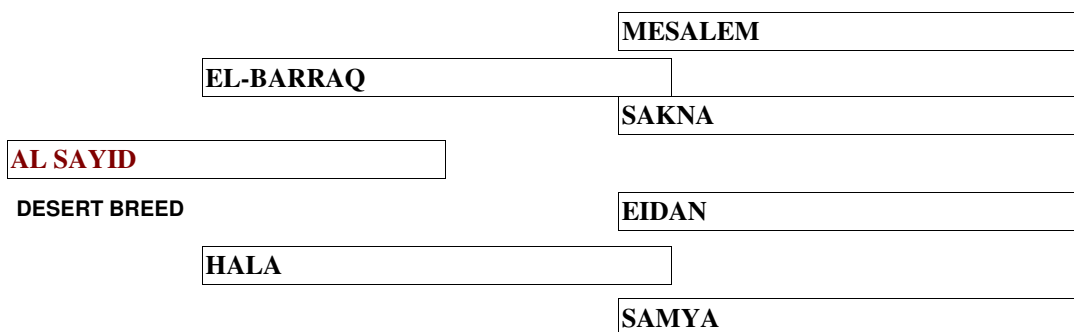 MESALEM
EL-BARRAQ
SAKNA
AL SAYID
DESERT BREED
EIDAN
HALA
SAMYA